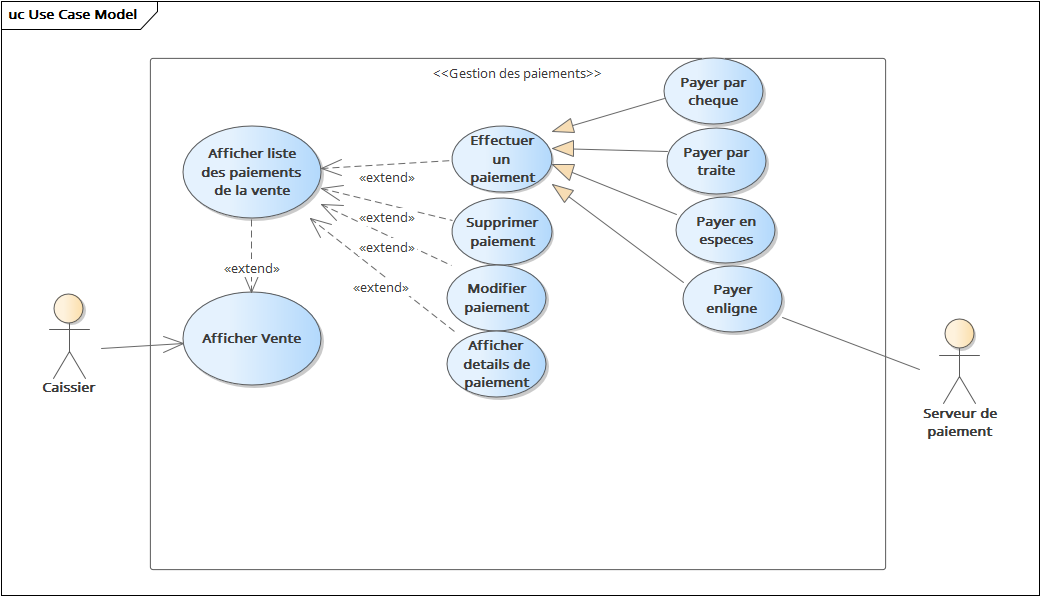 uc Use Case Model
<<Gestion des paiements>>
Payer par
cheque
Effectuer
un
paiement
Afficher liste
des paiements
de la vente
Payer par
traite
«extend»
«extend»
Supprimer
paiement
Payer en
especes
«extend»
«extend»
«extend»
Modifier
paiement
Payer
enligne
Afficher Vente
Afficher
details de
paiement
Caissier
Serveur de
paiement